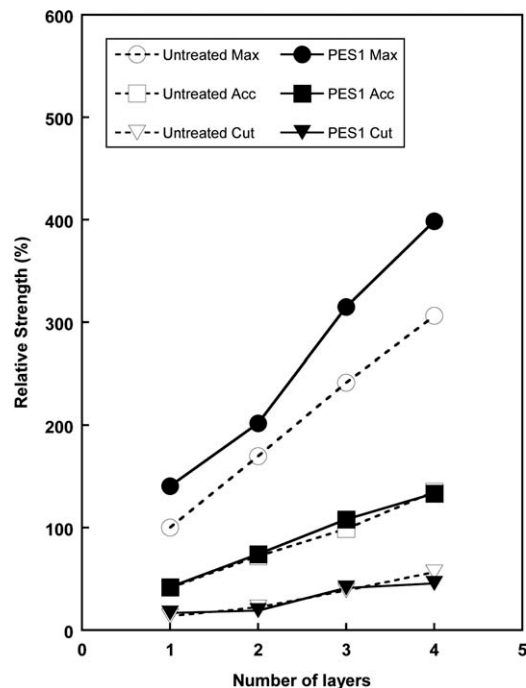 600
Untreated Max PES1 Max
Untreated Acc PES1 Acc
Untreated Cut PES1 Cut
500
400
300
200
100
0
Relative Strength (%)
0 1 2 3 4 5
Number of layers